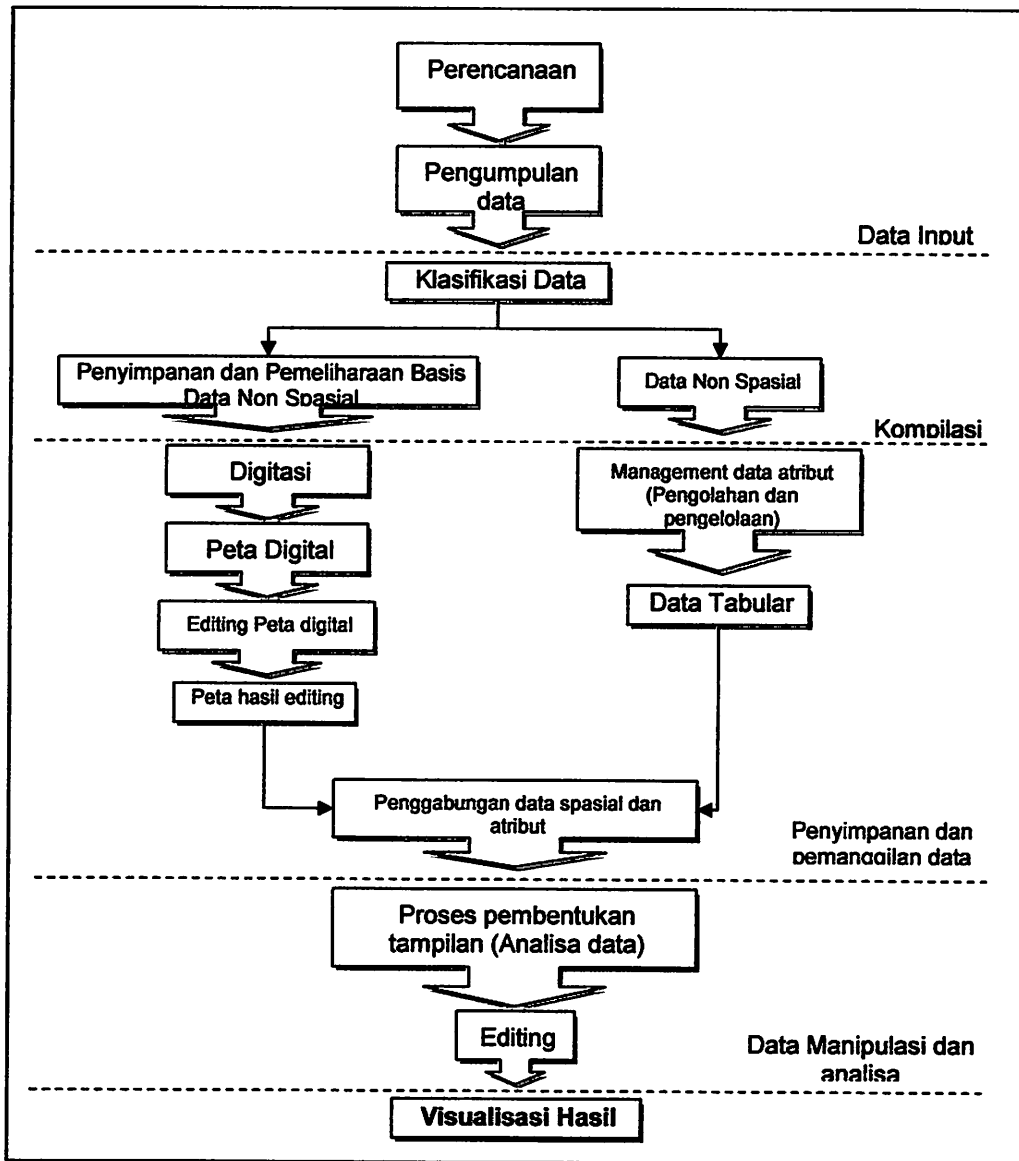 Perencanaan
Pengumpulan
data
Data Input
Klasifikasi Data
Penyimpanan dan Pemeliharaan Basis
Data Non Spasial
Data Non Spasial
Kompilasi
Digitasi
Management data atribut
(Pengolahan dan
pengelolaan)
Peta Digital
Data Tabular
Editing Peta digital
Peta hasil editing
Penggabungan data spasial dan
atribut
Penyimpanan dan
pemanggilan data
Proses pembentukan
tampilan (Analisa data)
Editing
Data Manipulasi dan
analisa
Visualisasi Hasil